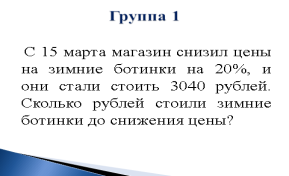 Группа 1
С 15 марта магазин снизил цены
на зимние ботинки на 20%, и
они стали стоить 3040 рублей.
Сколько рублей стоили зимние
ботинки до снижения цены?